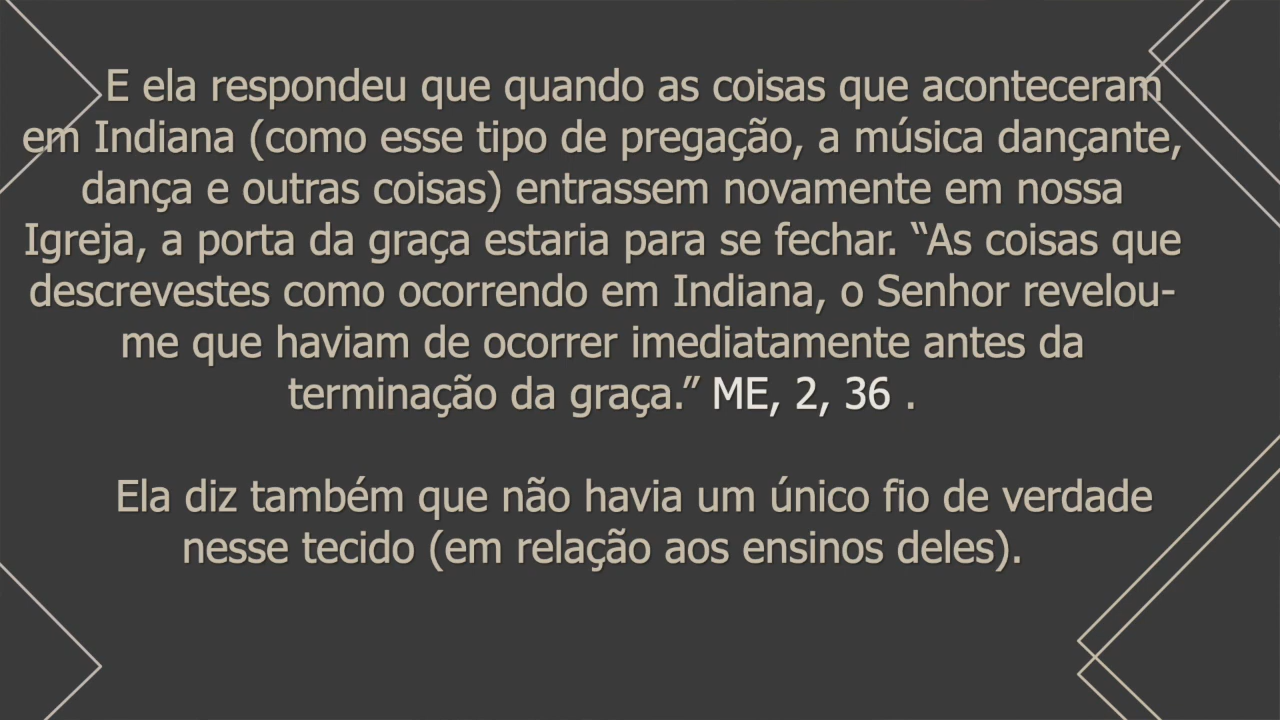 E ela respondeu que quando as coisas que aconteceram
em Indiana (como esse tipo de pregação, a música dançante,
dança e outras coisas) entrassem novamente em nossa
Igreja, a porta da graça estaria para se fechar. “As coisas que
descrevestes como ocorrendo em Indiana, o Senhor revelou-
me que haviam de ocorrer imediatamente antes da
terminação da graça.” ME, 2, 36 .
Ela diz também que não havia um único fio de verdade
nesse tecido (em relação aos ensinos deles).